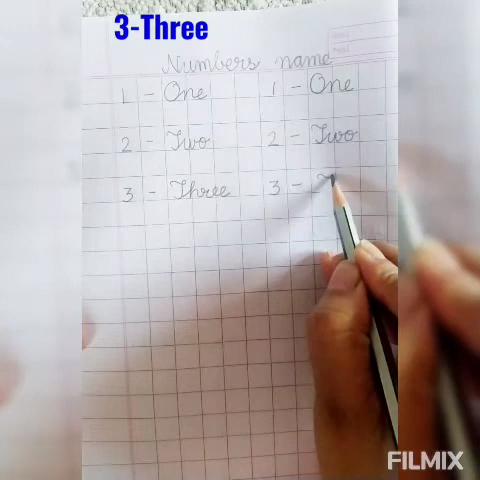 3-Three
Numbers name
1 - One 1 - One
2 - Two 2 - Two
3 - Three 3 - T
FILMIX